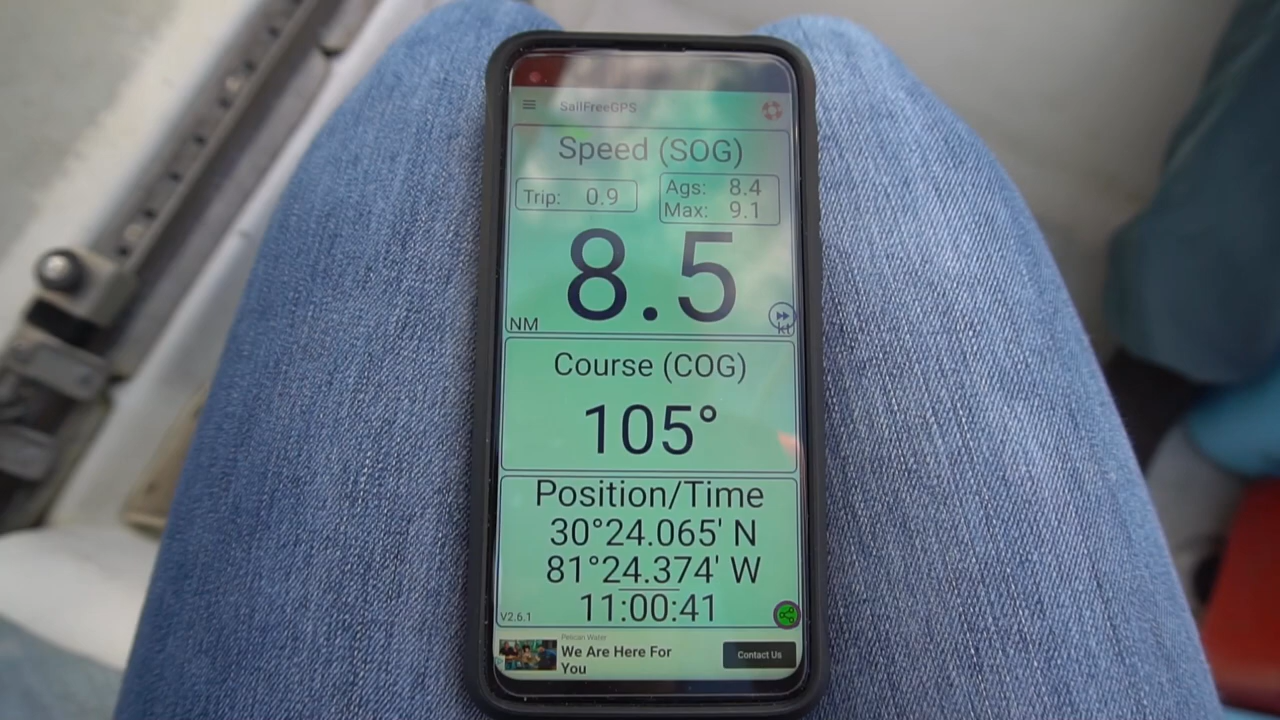 SailFreeGPS
Speed (SOG)
Trip: 0.9
Ags: 8.4
Max: 9.1
8.5
NM
kt
Course (COG)
105°
Position/Time
30°24.065' N
81°24.374' W
11:00:41
V2.6.1
Pelican Water
We Are Here For
You
Contact Us